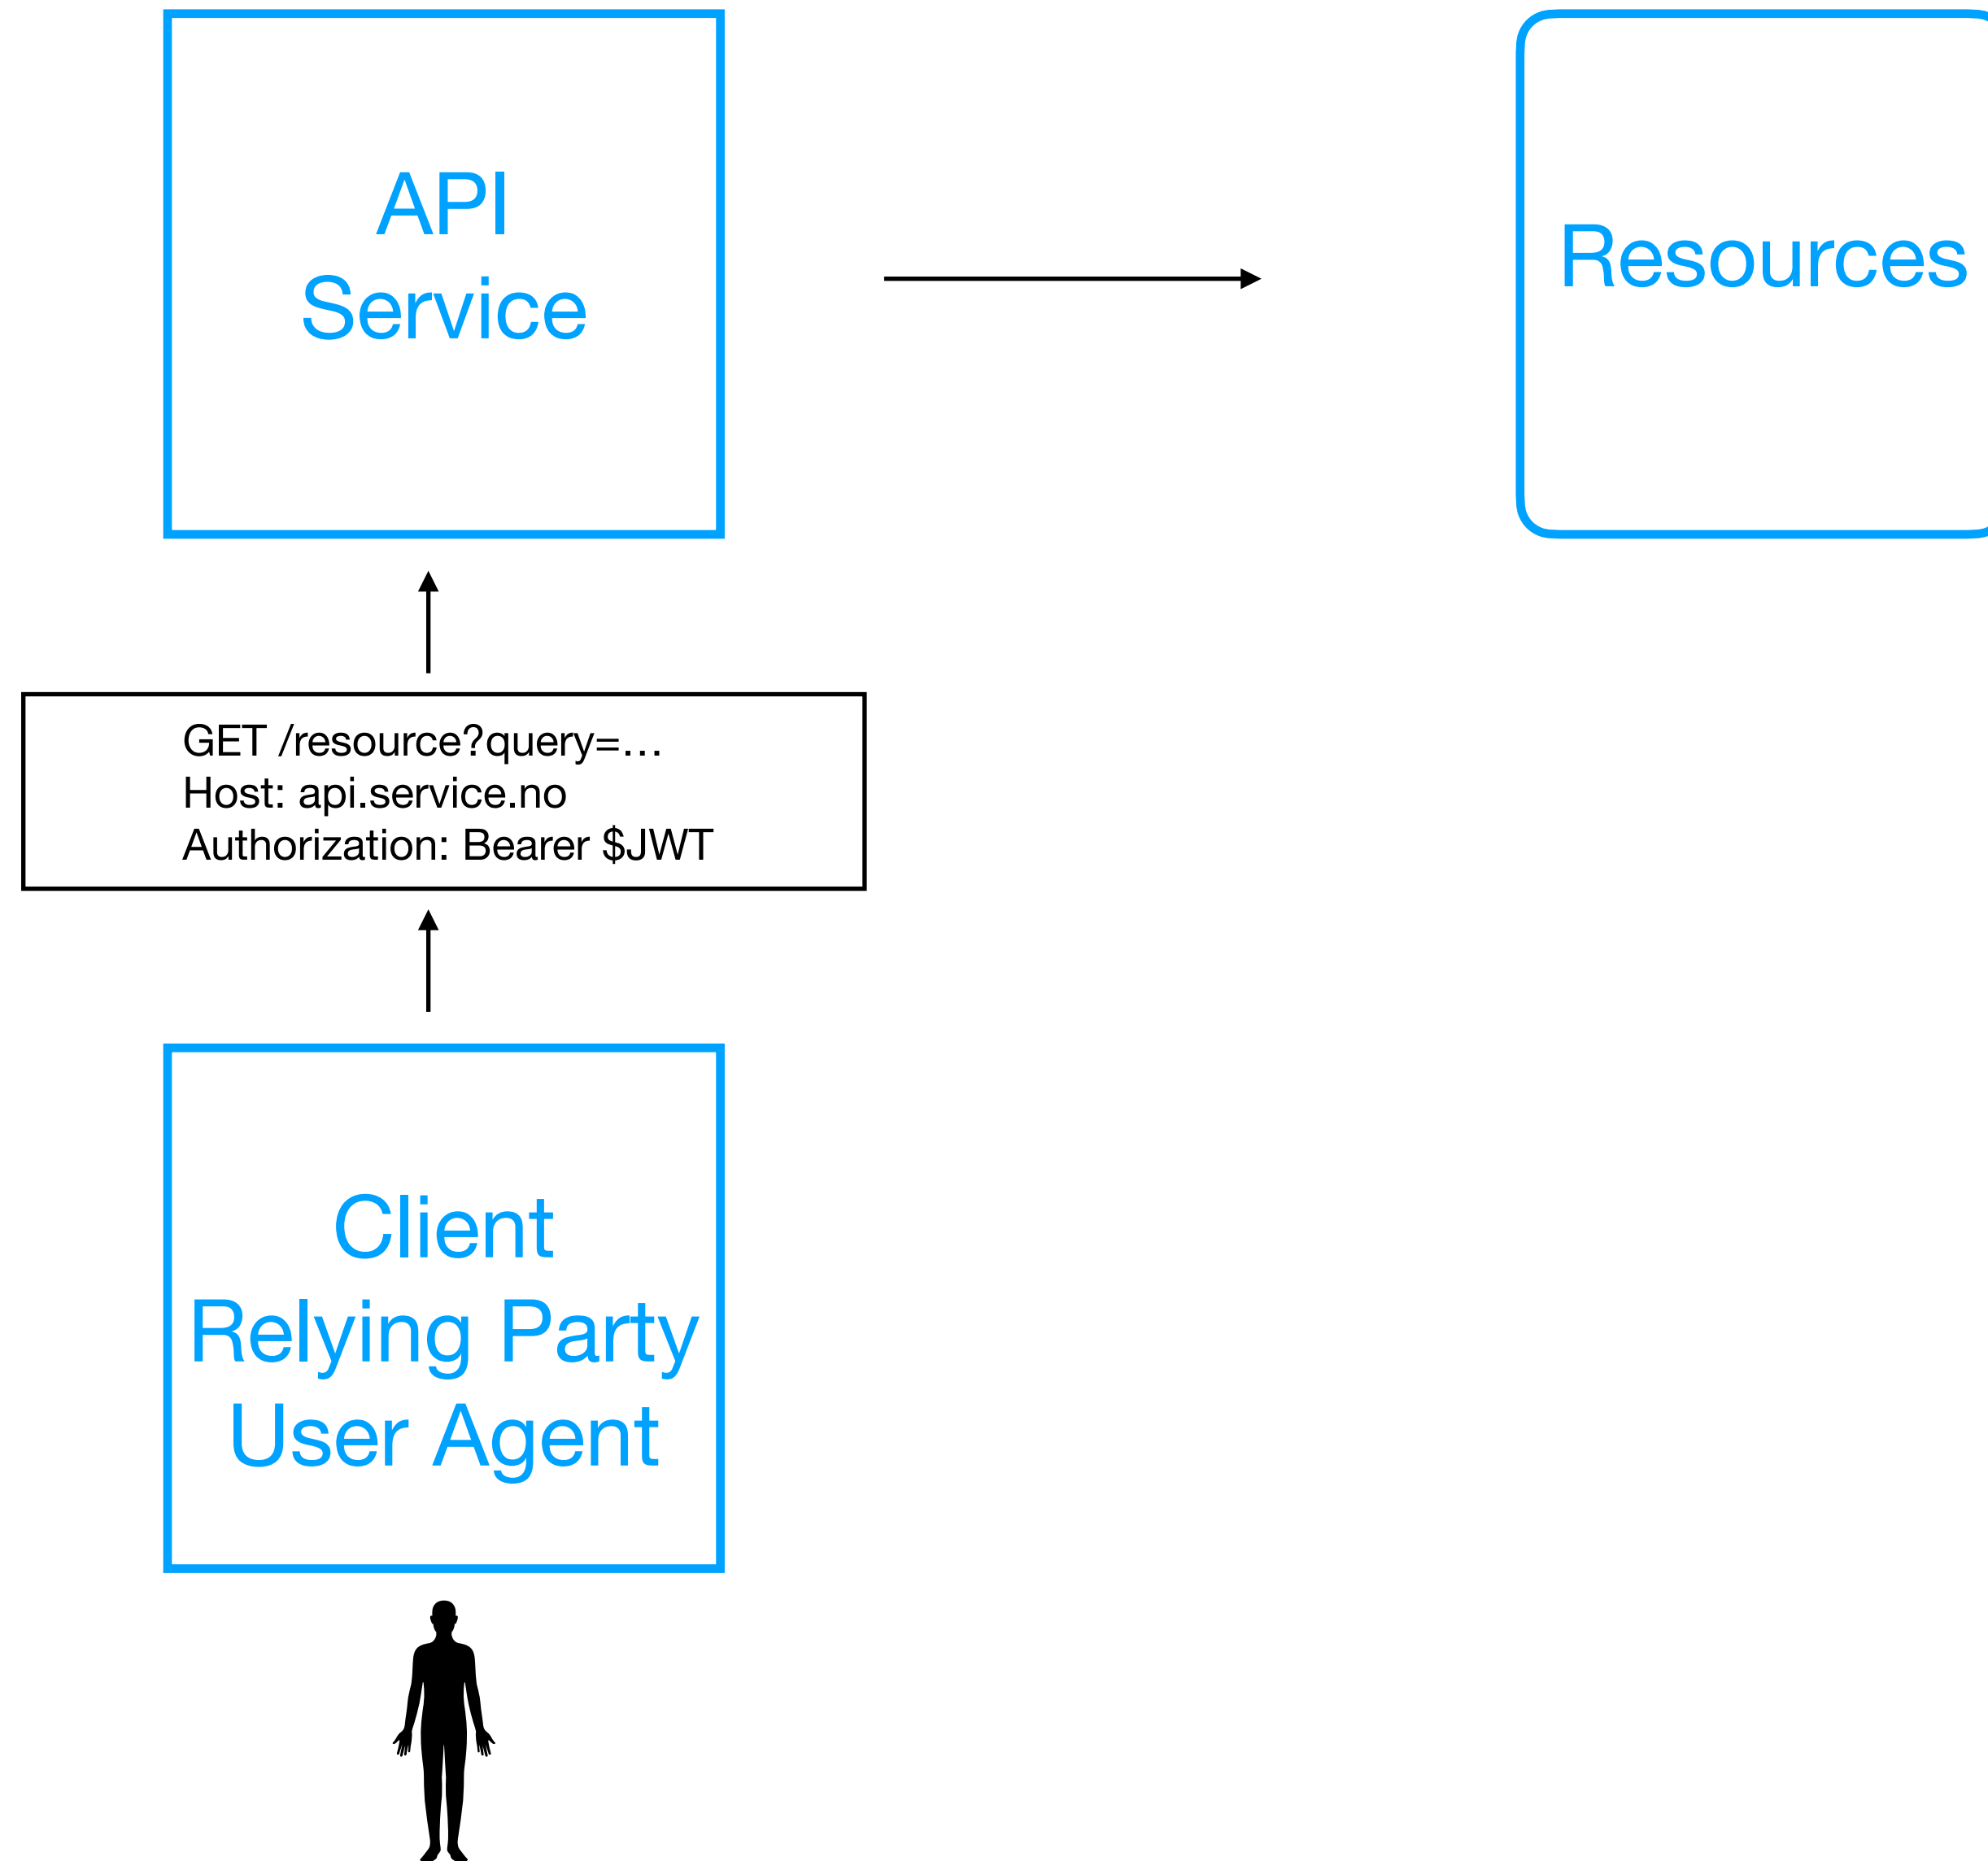 API
Service
Resources
GET /resource?query=...
Host: api.service.no
Authorization: Bearer $JWT
Client
Relying Party
User Agent